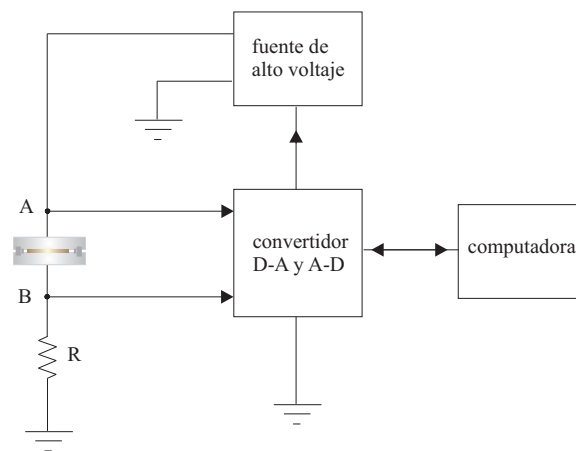 fuente de
alto voltaje
A
convertidor
D-A y A-D
computadora
B
R